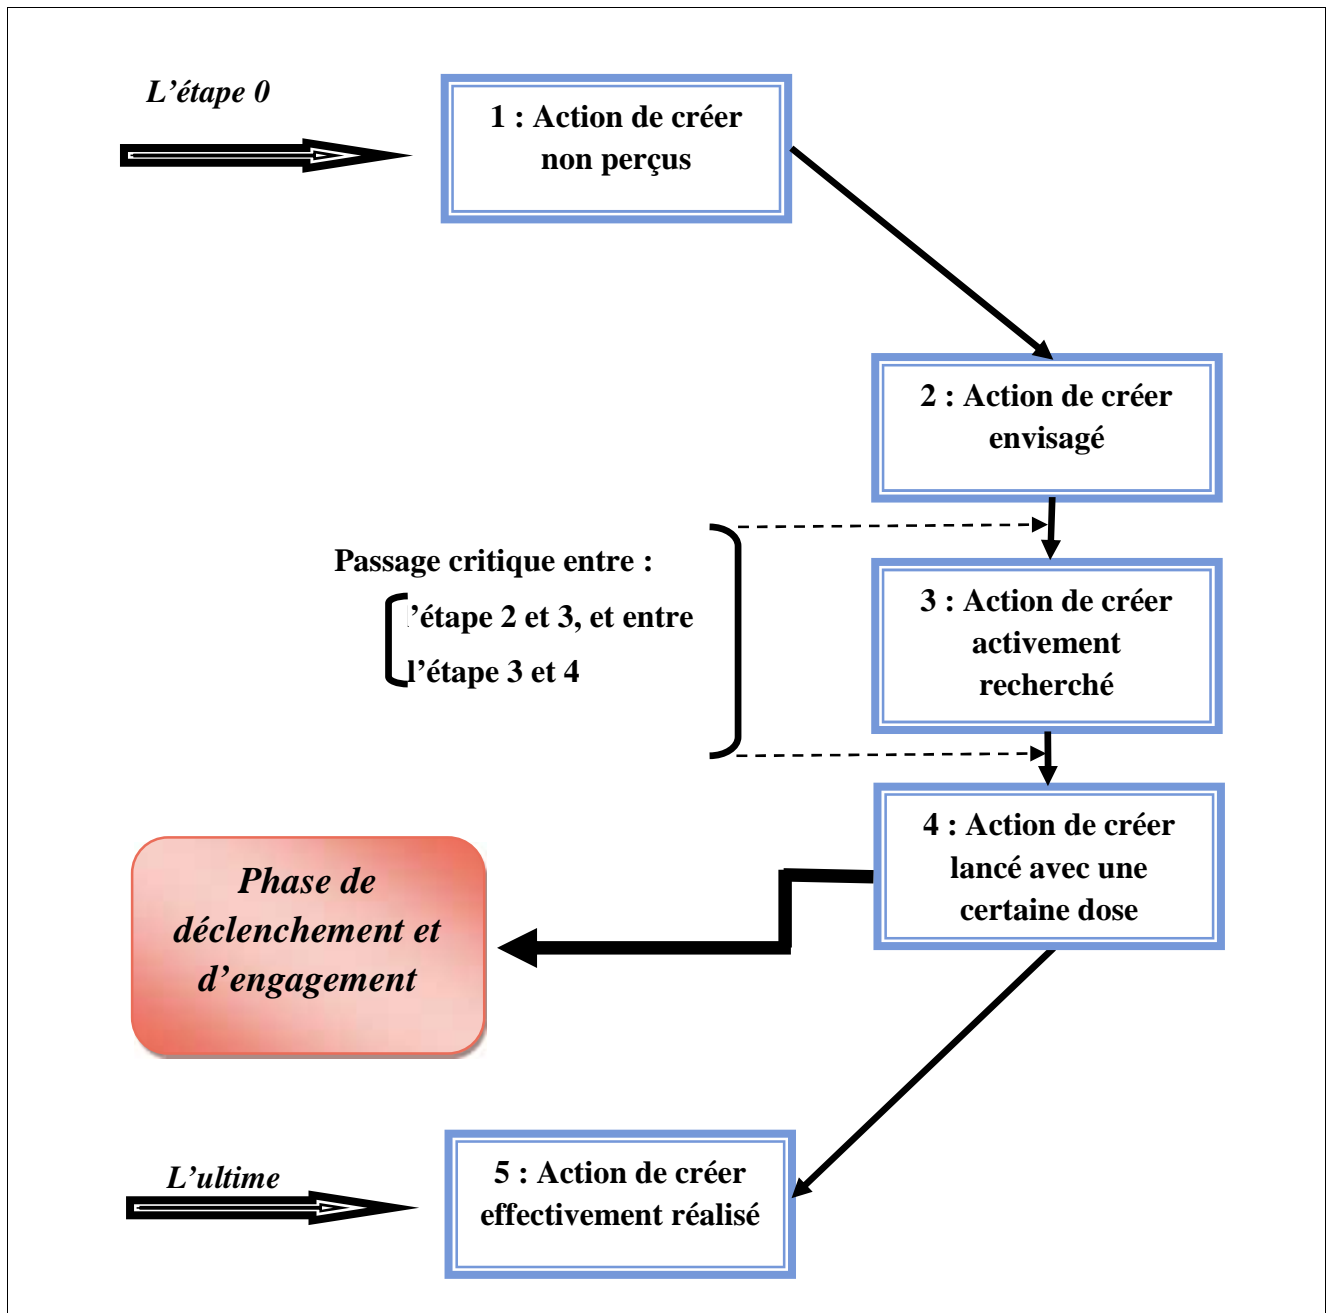 L’étape 0
1 : Action de créer
non perçus
2 : Action de créer
envisagé
Passage critique entre :
’étape 2 et 3, et entre
l’étape 3 et 4
3 : Action de créer
activement
recherché
4 : Action de créer
lancé avec une
certaine dose
Phase de
déclenchement et
d’engagement
L’ultime
5 : Action de créer
effectivement réalisé